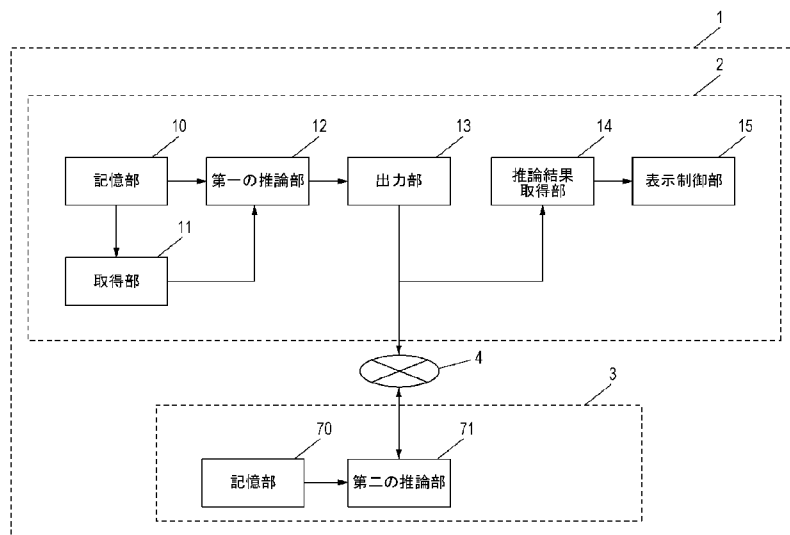 1
2
10
12
13
14
15
記憶部
第一の推論部
出力部
推論結果
取得部
表示制御部
11
取得部
4
3
70
71
記憶部
第二の推論部